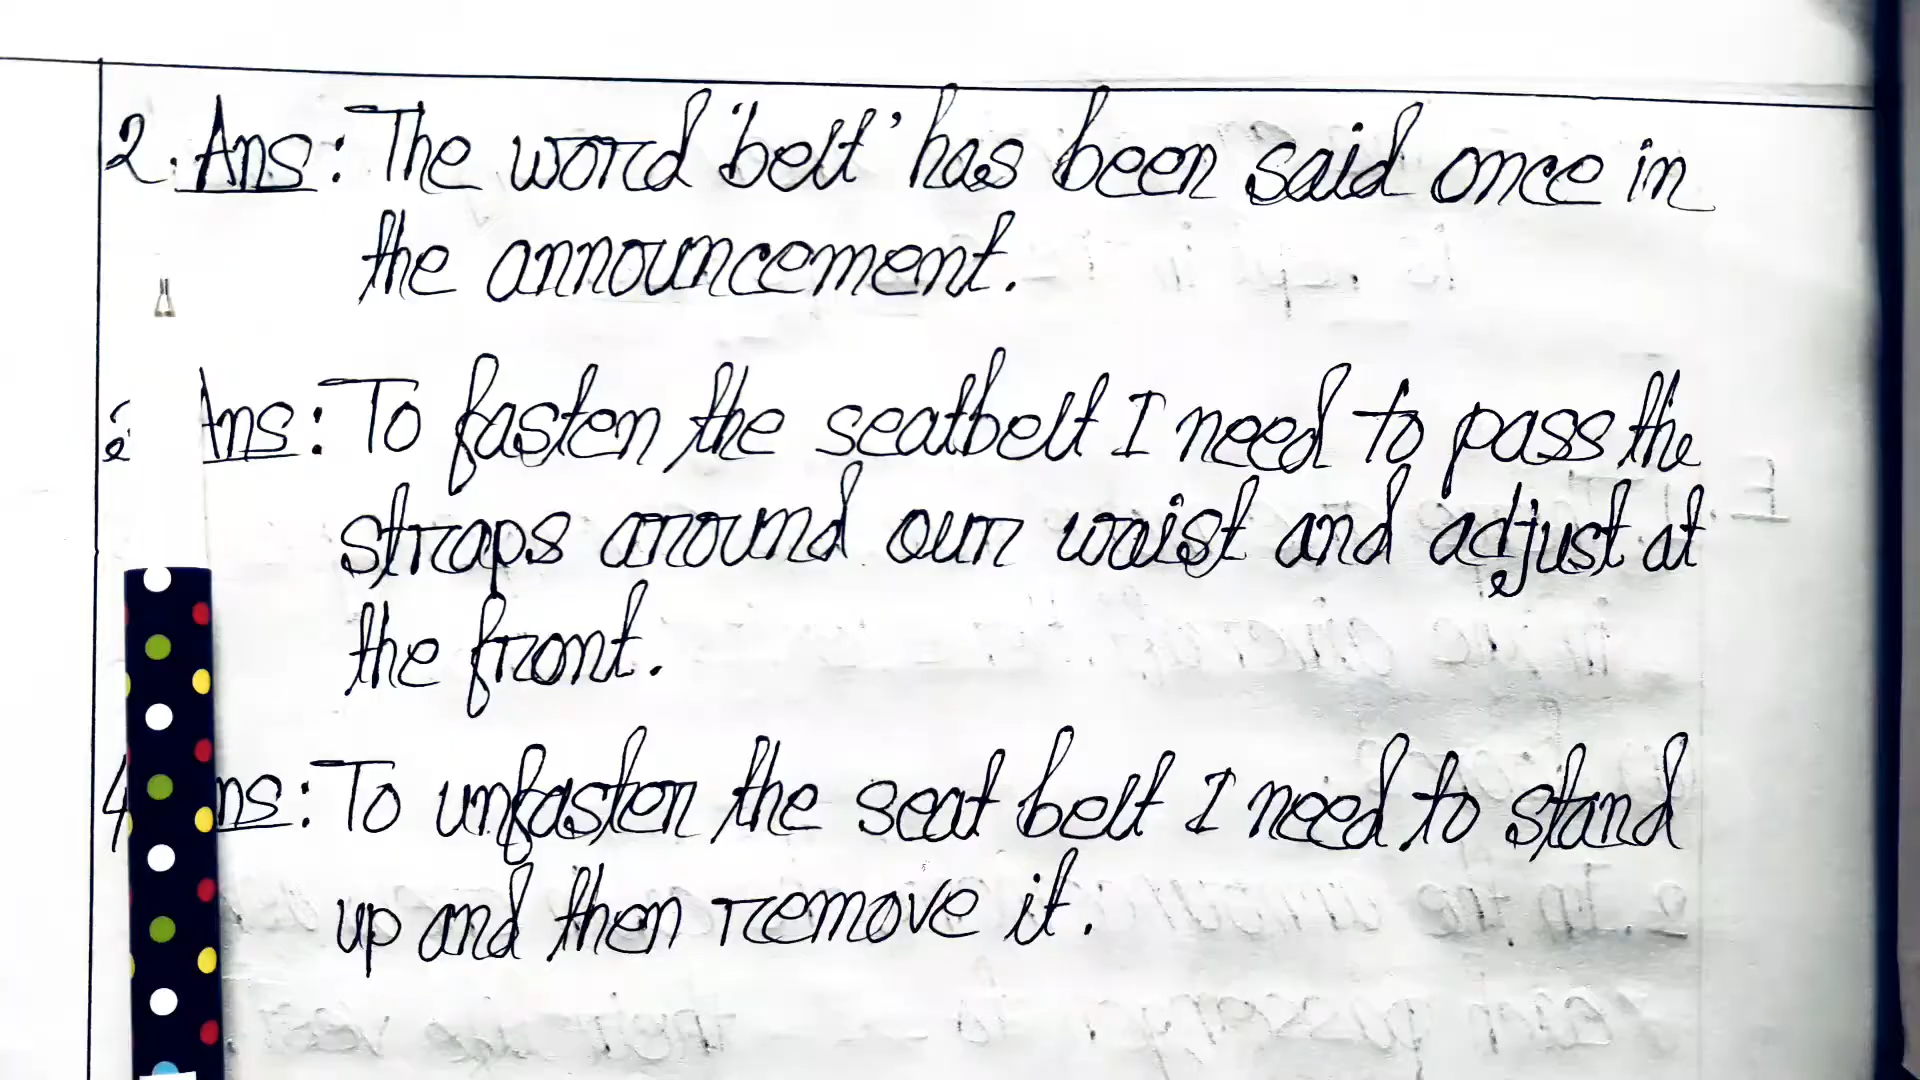 2. Ans: The word 'belt' has been said once in
the announcement.
Ans: To fasten the seatbelt I need to pass the
straps around our waist and adjust at
the front.
4 Ans: To unfasten the seat belt I need to stand
up and then remove it.